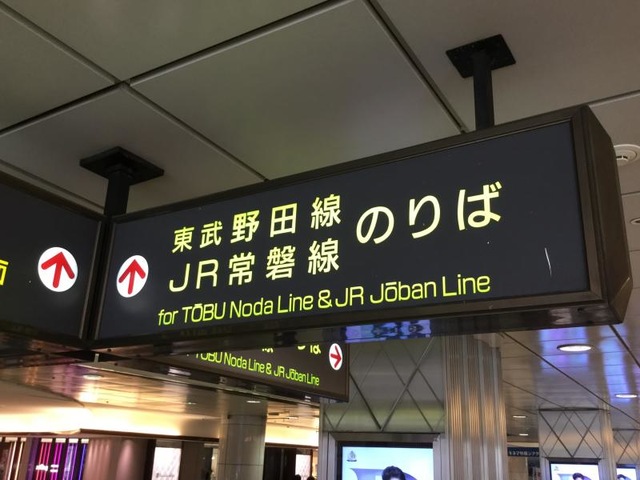 東武野田線のりば
JR常磐線
for TŌBU Noda Line & JR Jōban Line
TOBU Noda Line & JR Jōban Line